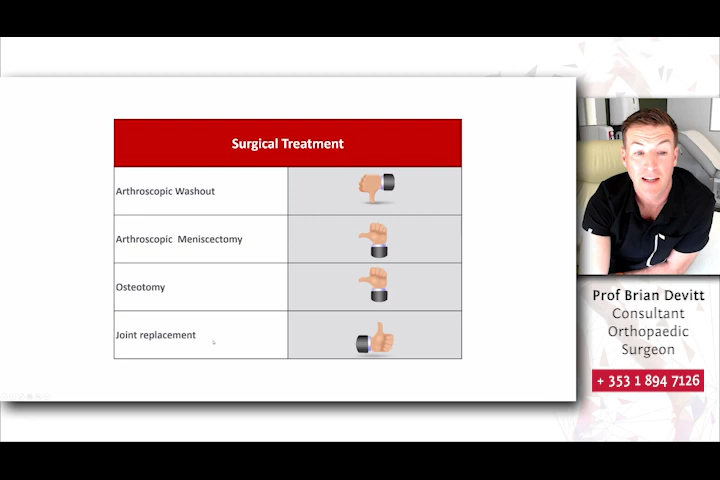 Surgical Treatment
Arthroscopic Washout
Arthroscopic Meniscectomy
Osteotomy
Joint replacement
Prof Brian Devitt
Consultant
Orthopaedic
Surgeon
+ 353 1 894 7126